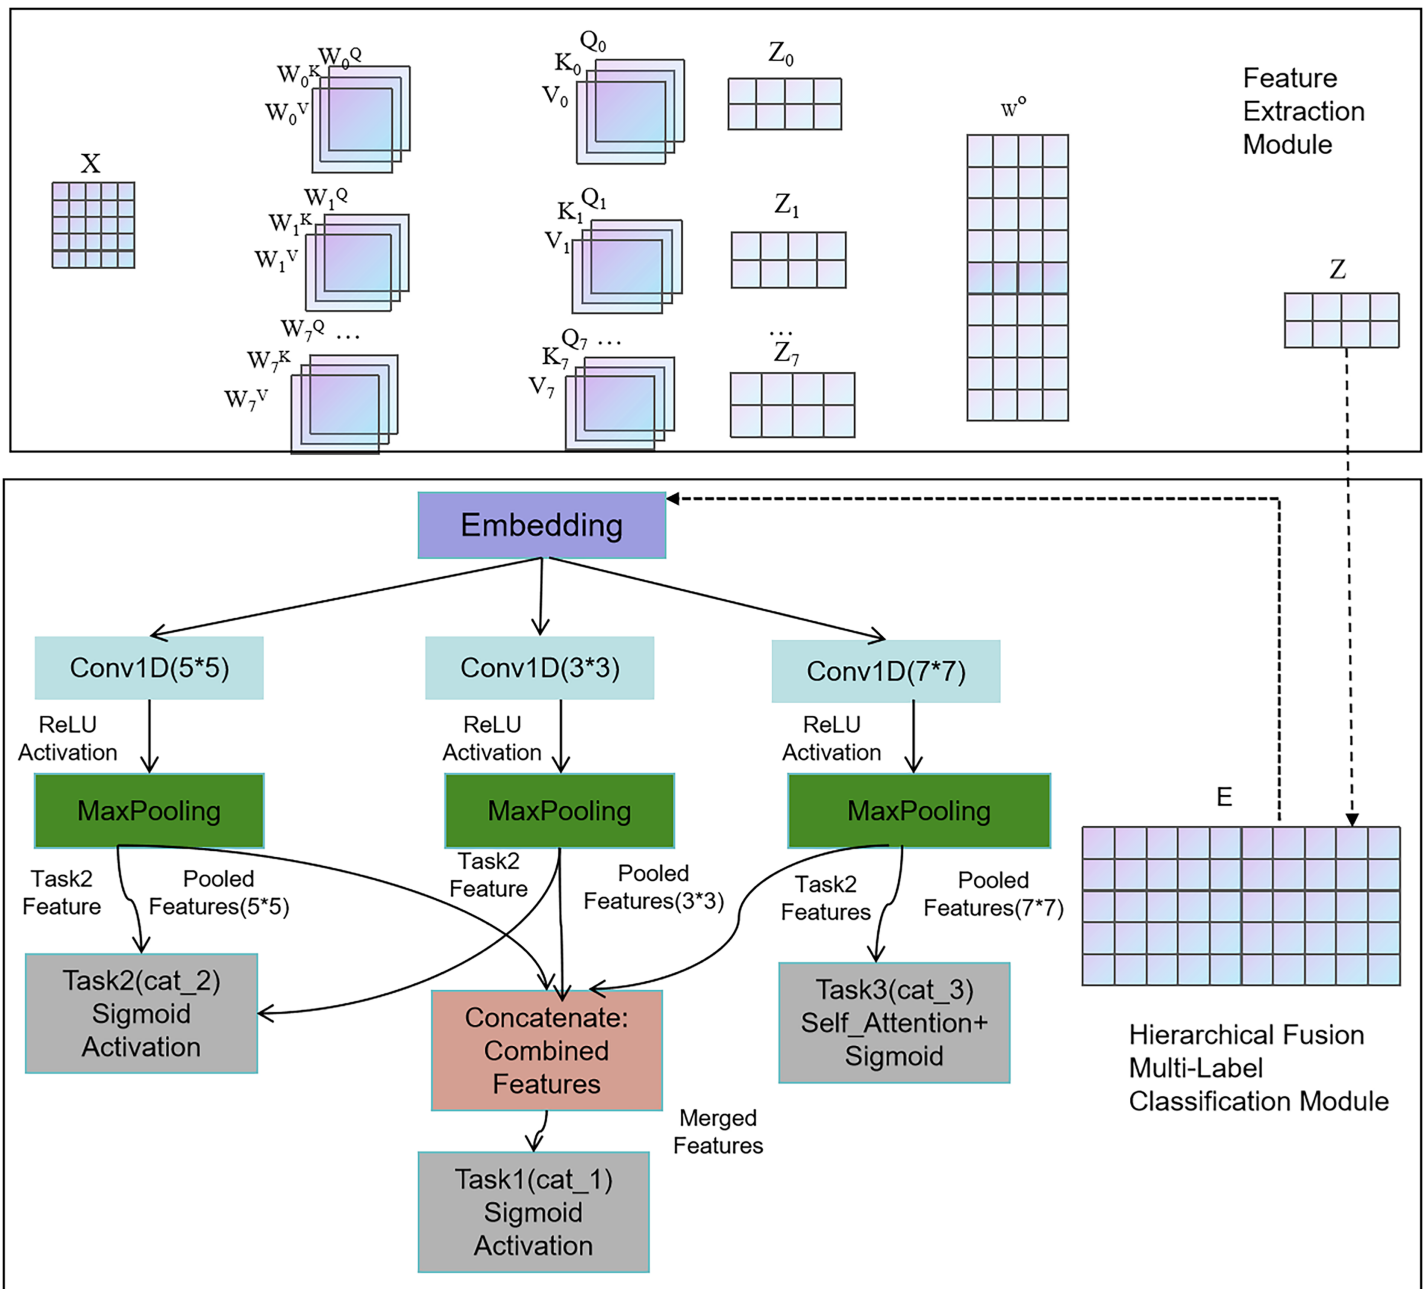 Feature
Extraction
Module
X
W₀Q
W₀K
W₀V
W₁Q
W₁K
W₁V
W₇Q ...
W₇K
W₇V
Q₀
K₀
V₀
Q₁
K₁
V₁
Q₇ ...
K₇
V₇
Z₀
Z₁
...
Z₇
Wᵒ
Z
Embedding
Conv1D(5*5)
Conv1D(3*3)
Conv1D(7*7)
ReLU
Activation
ReLU
Activation
ReLU
Activation
MaxPooling
MaxPooling
MaxPooling
E
Task2
Feature
Pooled
Features(5*5)
Task2
Feature
Pooled
Features(3*3)
Task2
Features
Pooled
Features(7*7)
Task2(cat_2)
Sigmoid
Activation
Concatenate:
Combined
Features
Task3(cat_3)
Self_Attention+
Sigmoid
Hierarchical Fusion
Multi-Label
Classification Module
Merged
Features
Task1(cat_1)
Sigmoid
Activation